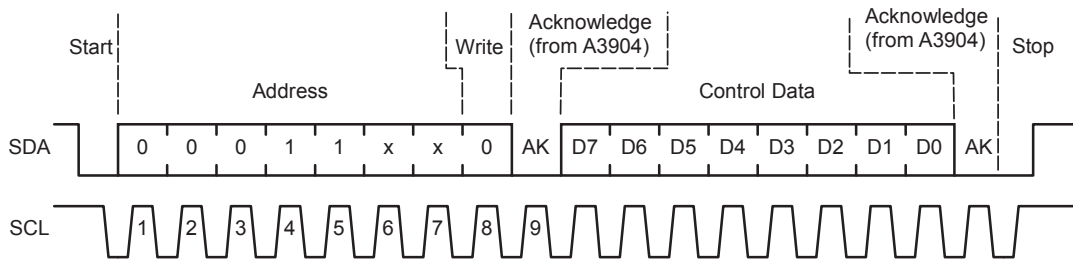 Start
Write
Acknowledge
(from A3904)
Acknowledge
(from A3904)
Stop
Address
Control Data
SDA 0 0 0 1 1 x x 0 AK D7 D6 D5 D4 D3 D2 D1 D0 AK
SCL 1 2 3 4 5 6 7 8 9